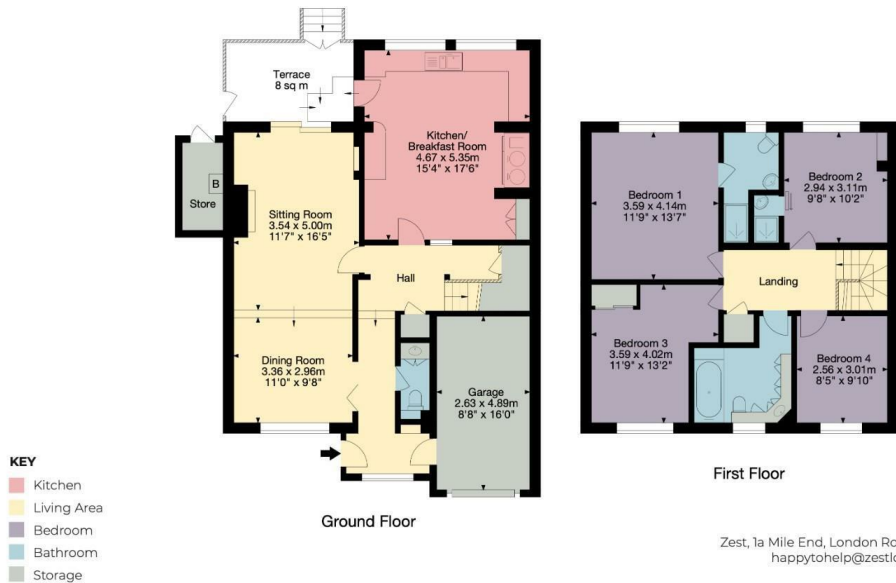 Terrace
8 sq m
Kitchen/
Breakfast Room
4.67 x 5.35m
15'4" x 17'6"
B
Store
Sitting Room
3.54 x 5.00m
11'7" x 16'5"
Hall
Dining Room
3.36 x 2.96m
11'0" x 9'8"
Garage
2.63 x 4.89m
8'8" x 16'0"
Ground Floor
Bedroom 1
3.59 x 4.14m
11'9" x 13'7"
Bedroom 2
2.94 x 3.11m
9'8" x 10'2"
Landing
Bedroom 3
3.59 x 4.02m
11'9" x 13'2"
Bedroom 4
2.56 x 3.01m
8'5" x 9'10"
First Floor
KEY
Kitchen
Living Area
Bedroom
Bathroom
Storage
Zest, 1a Mile End, London Ro
happytohelp@zestlo